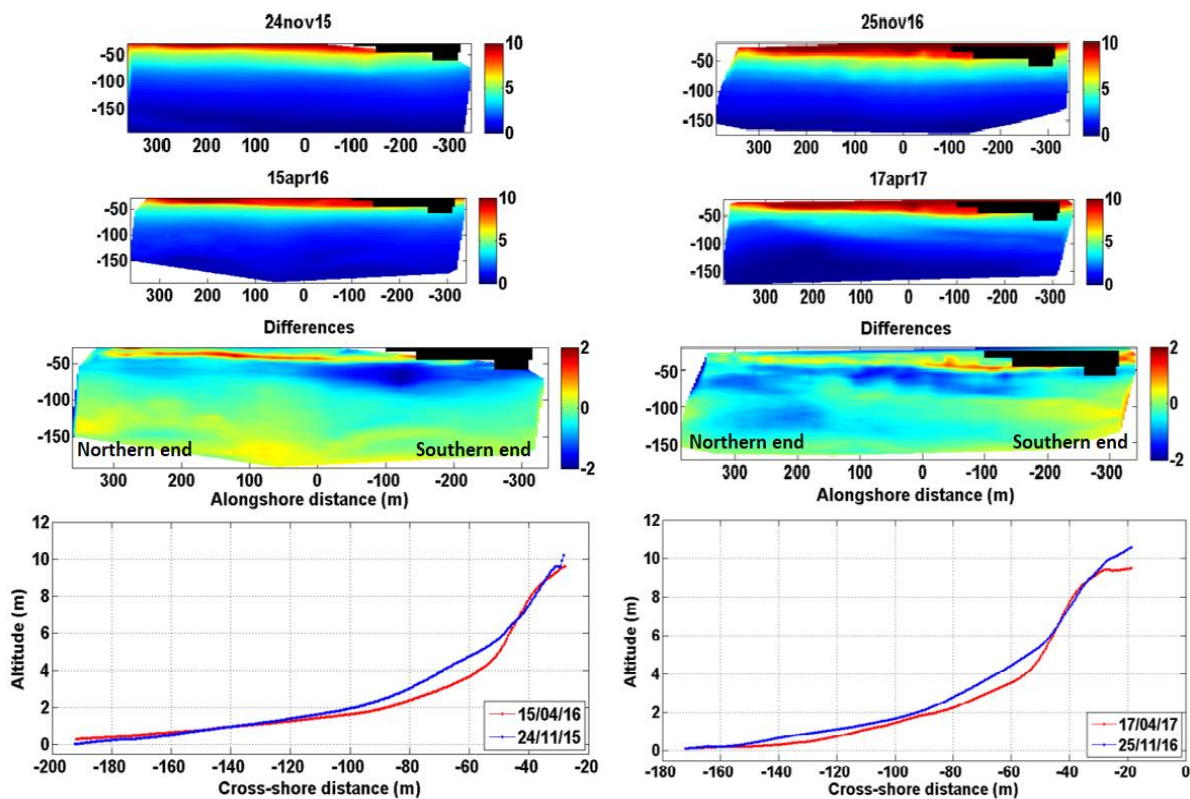 24nov15
-50
-100
-150
300 200 100 0 -100 -200 -300
10
5
0
15apr16
-50
-100
-150
300 200 100 0 -100 -200 -300
10
5
0
Differences
-50
-100
-150
Northern end Southern end
300 200 100 0 -100 -200 -300
Alongshore distance (m)
2
0
-2
12
10
8
6
4
2
0
Altitude (m)
15/04/16
24/11/15
-200 -180 -160 -140 -120 -100 -80 -60 -40 -20
Cross-shore distance (m)
25nov16
-50
-100
-150
300 200 100 0 -100 -200 -300
10
5
0
17apr17
-50
-100
-150
300 200 100 0 -100 -200 -300
10
5
0
Differences
-50
-100
-150
Northern end Southern end
300 200 100 0 -100 -200 -300
Alongshore distance (m)
2
0
-2
12
10
8
6
4
2
0
Altitude (m)
17/04/17
25/11/16
-180 -160 -140 -120 -100 -80 -60 -40 -20 0
Cross-shore distance (m)